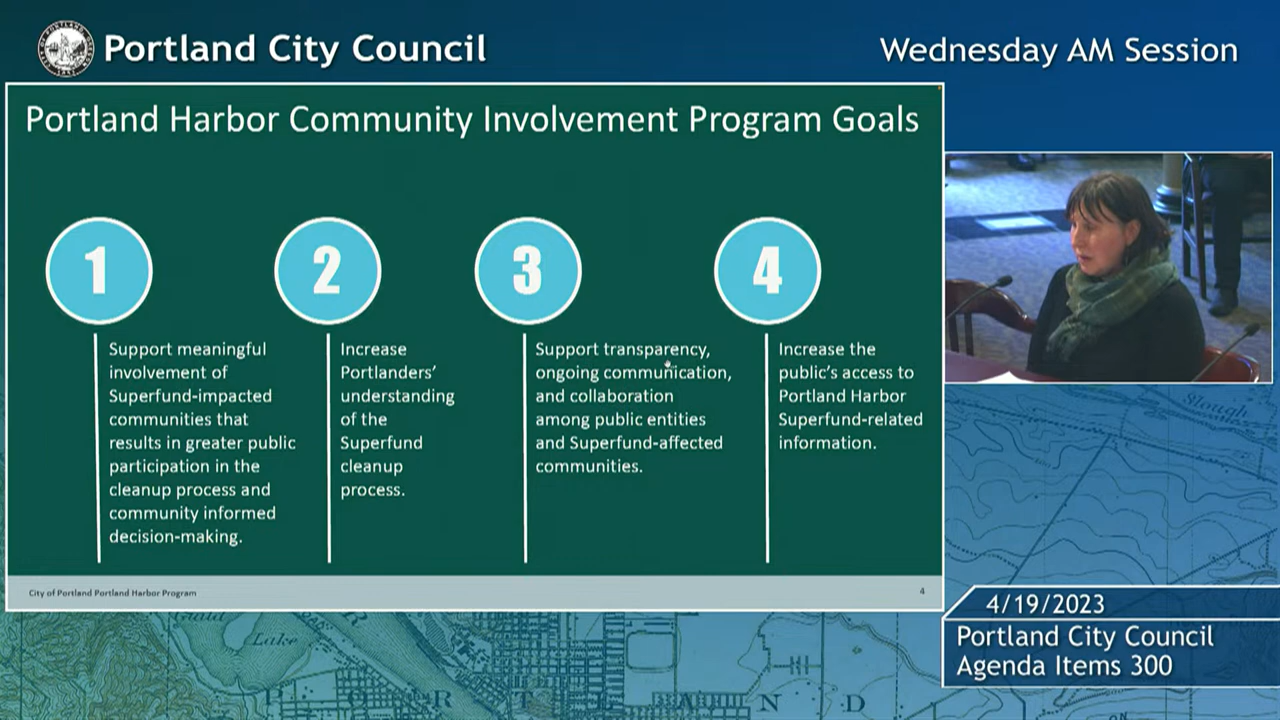 Portland City Council
Wednesday AM Session
Portland Harbor Community Involvement Program Goals
1
Support meaningful
involvement of
Superfund-impacted
communities that
results in greater public
participation in the
cleanup process and
community informed
decision-making.
2
Increase
Portlanders'
understanding
of the
Superfund
cleanup
process.
3
Support transparency,
ongoing communication,
and collaboration
among public entities
and Superfund-affected
communities.
4
Increase the
public's access to
Portland Harbor
Superfund-related
information.
City of Portland Portland Harbor Program
4
Slough
4/19/2023
Portland City Council
Agenda Items 300
Guild
Lake
P O R T L A N D